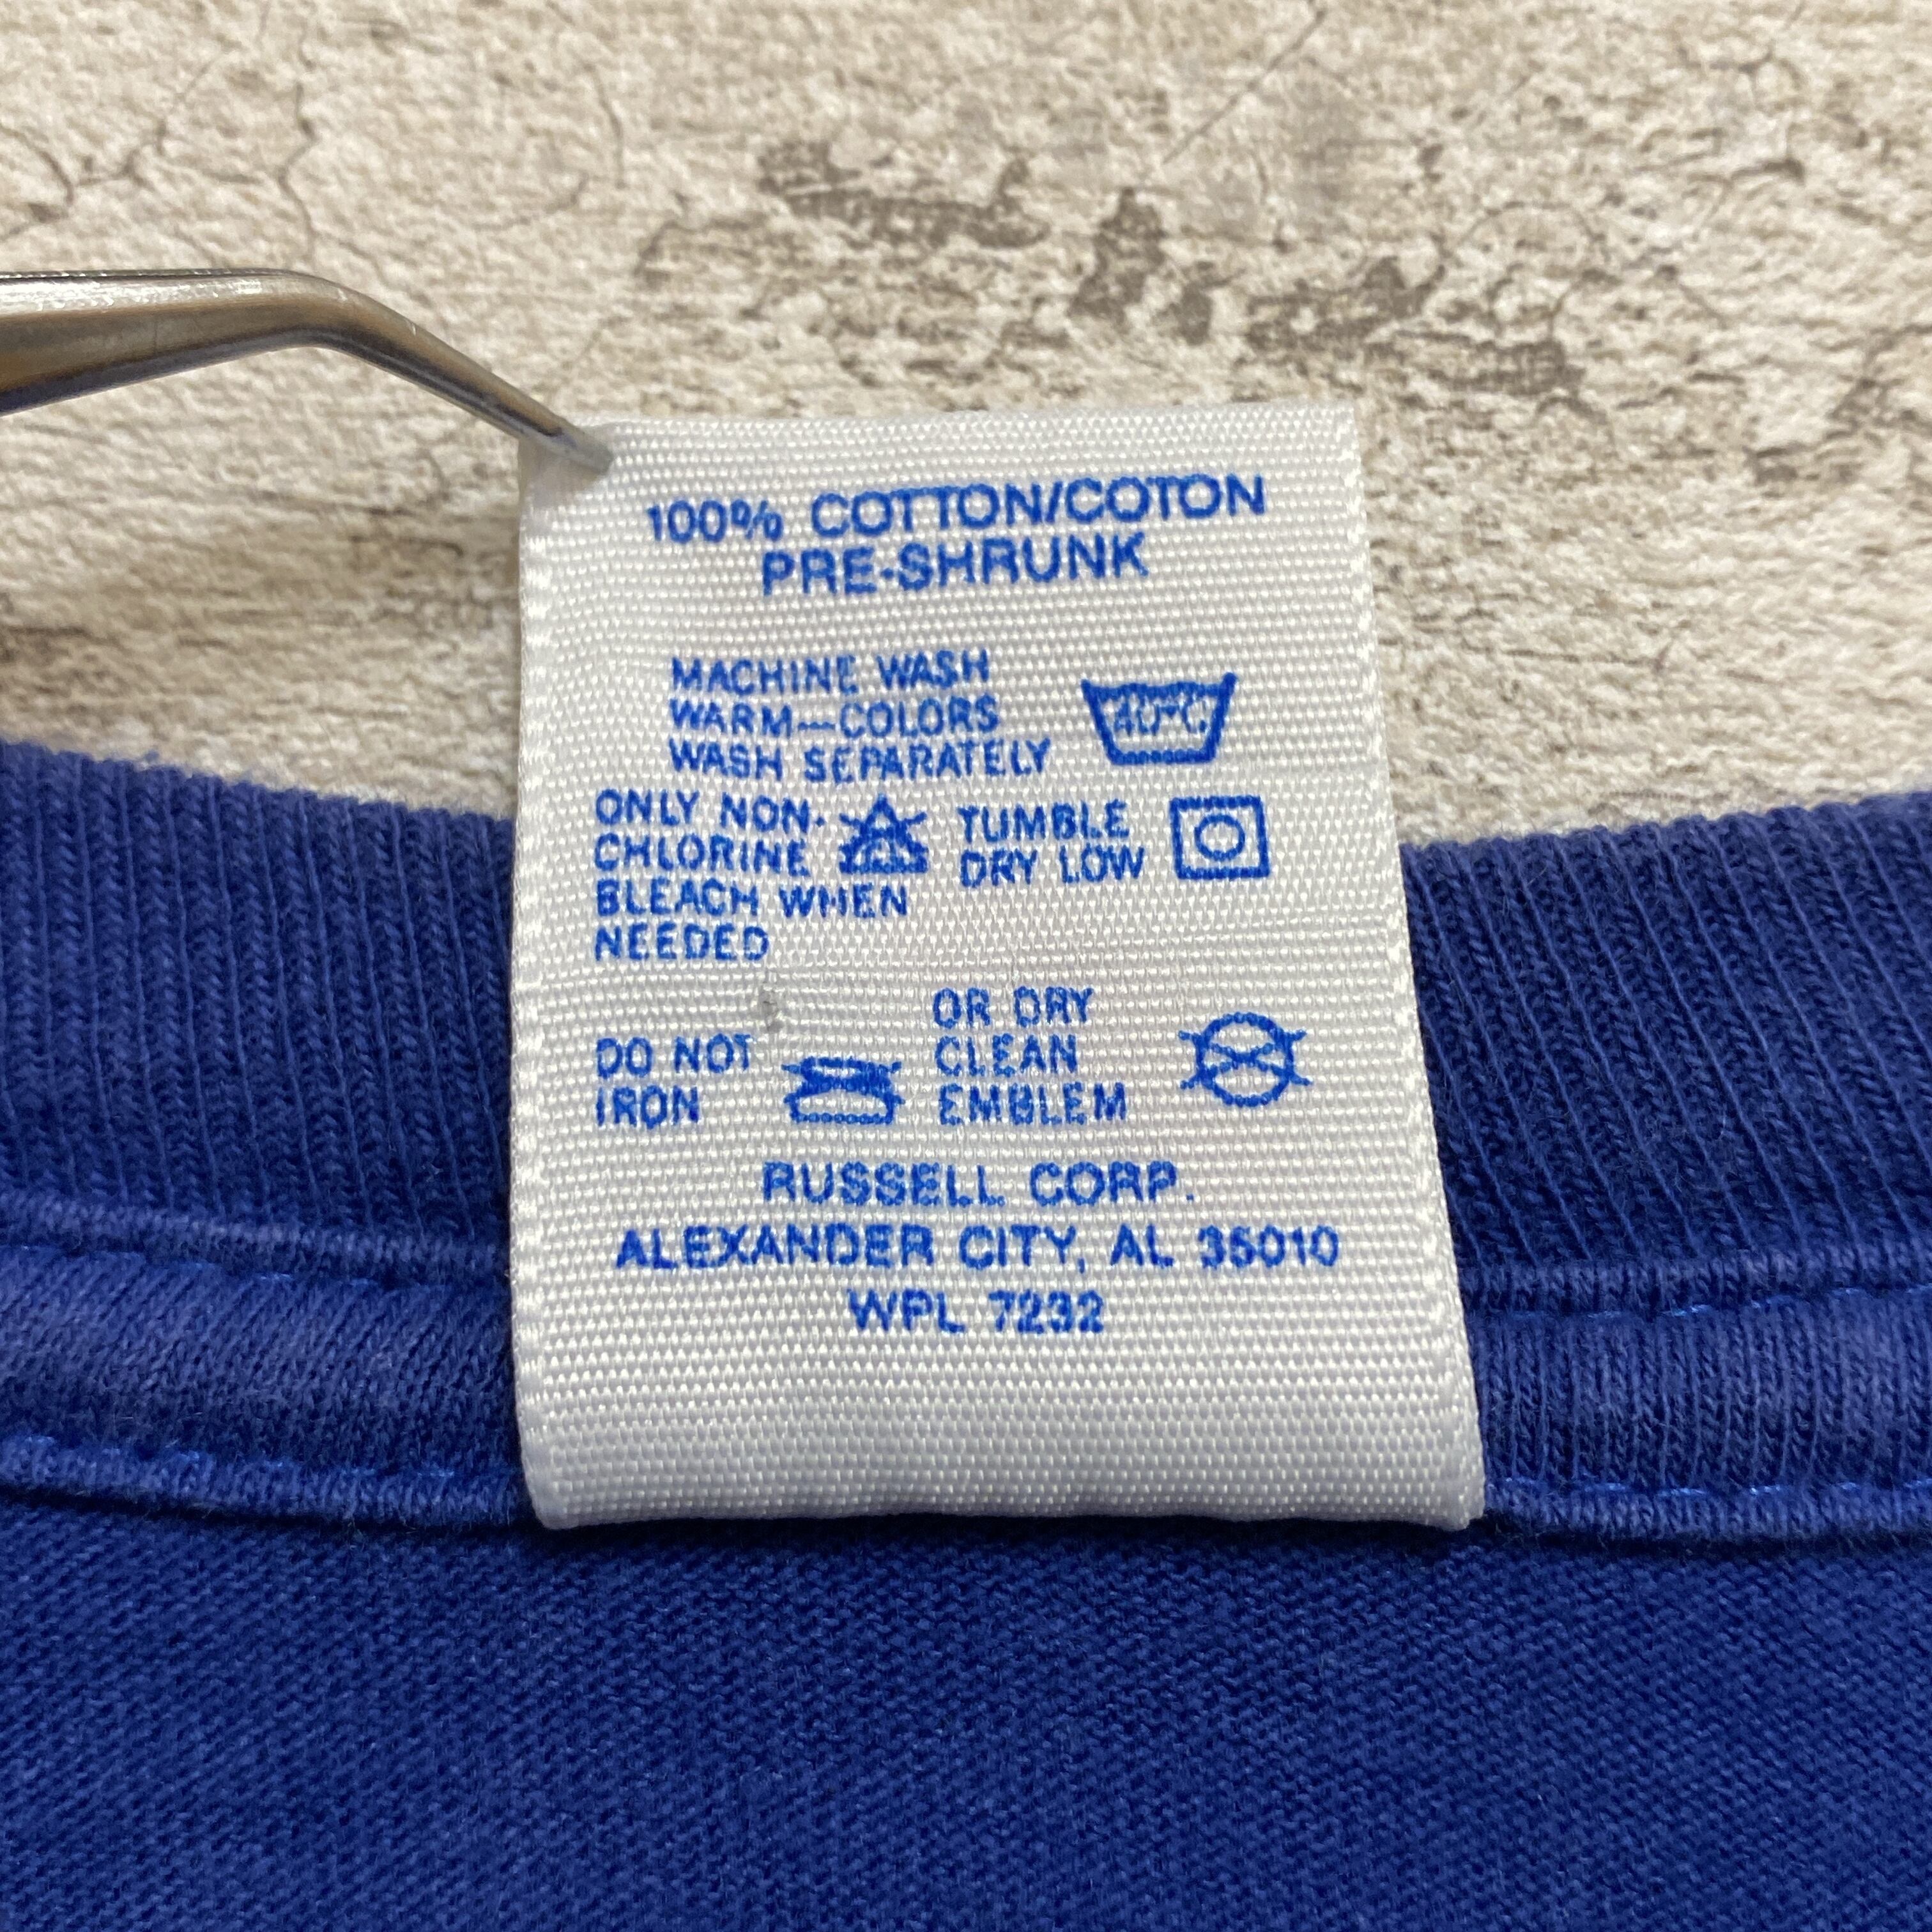 100% COTTON/COTON
PRE-SHRUNK
MACHINE WASH
WARM—COLORS
WASH SEPARATELY
40°C
ONLY NON-
CHLORINE
BLEACH WHEN
NEEDED
TUMBLE
DRY LOW
DO NOT
IRON
OR DRY
CLEAN
EMBLEM
RUSSELL CORP.
ALEXANDER CITY, AL 35010
WPL 7232